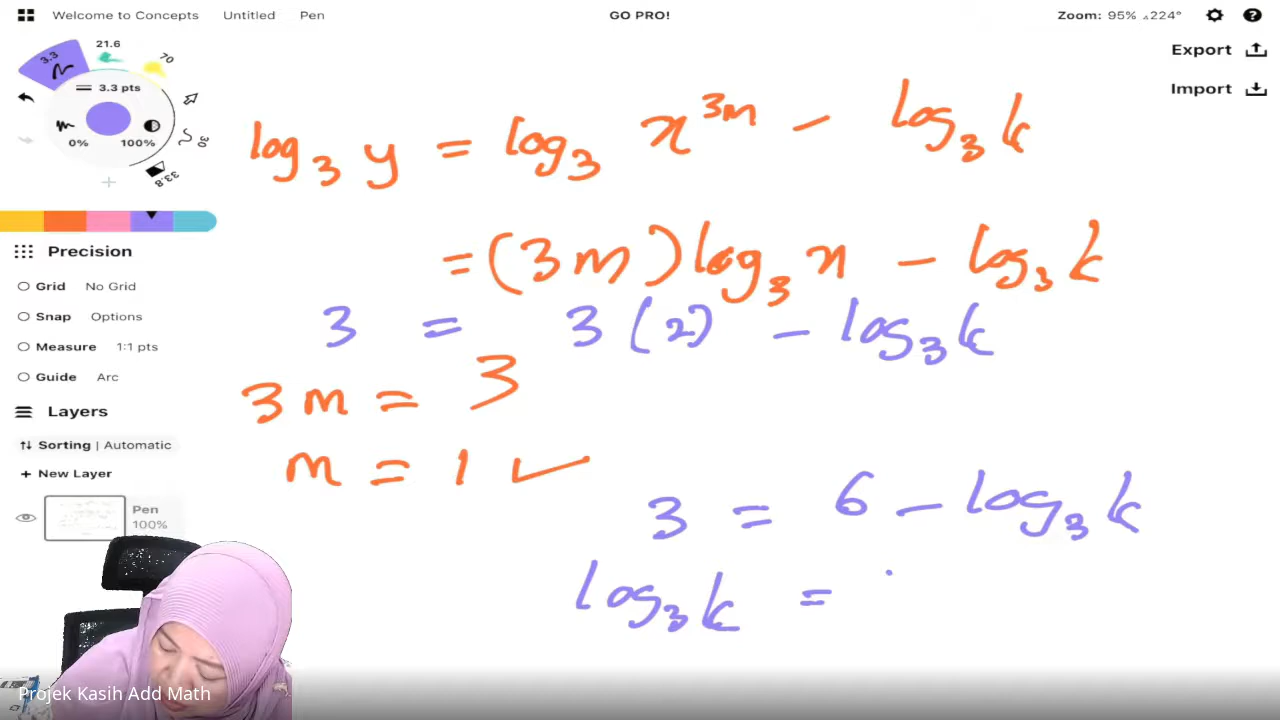 Welcome to Concepts Untitled Pen GO PRO! Zoom: 95% 224°
Export
Import
3.3 21.6 70
3.3 pts
0% 100%
30
33.8
Precision
Grid No Grid
Snap Options
Measure 1:1 pts
Guide Arc
Layers
Sorting | Automatic
+ New Layer
Pen
100%
log₃ y = log₃ x^(3m) - log₃ k
= (3m) log₃ x - log₃ k
3 = 3(2) - log₃ k
3m = 3
m = 1 ✓
3 = 6 - log₃ k
log₃ k =
Projek Kasih Add Math